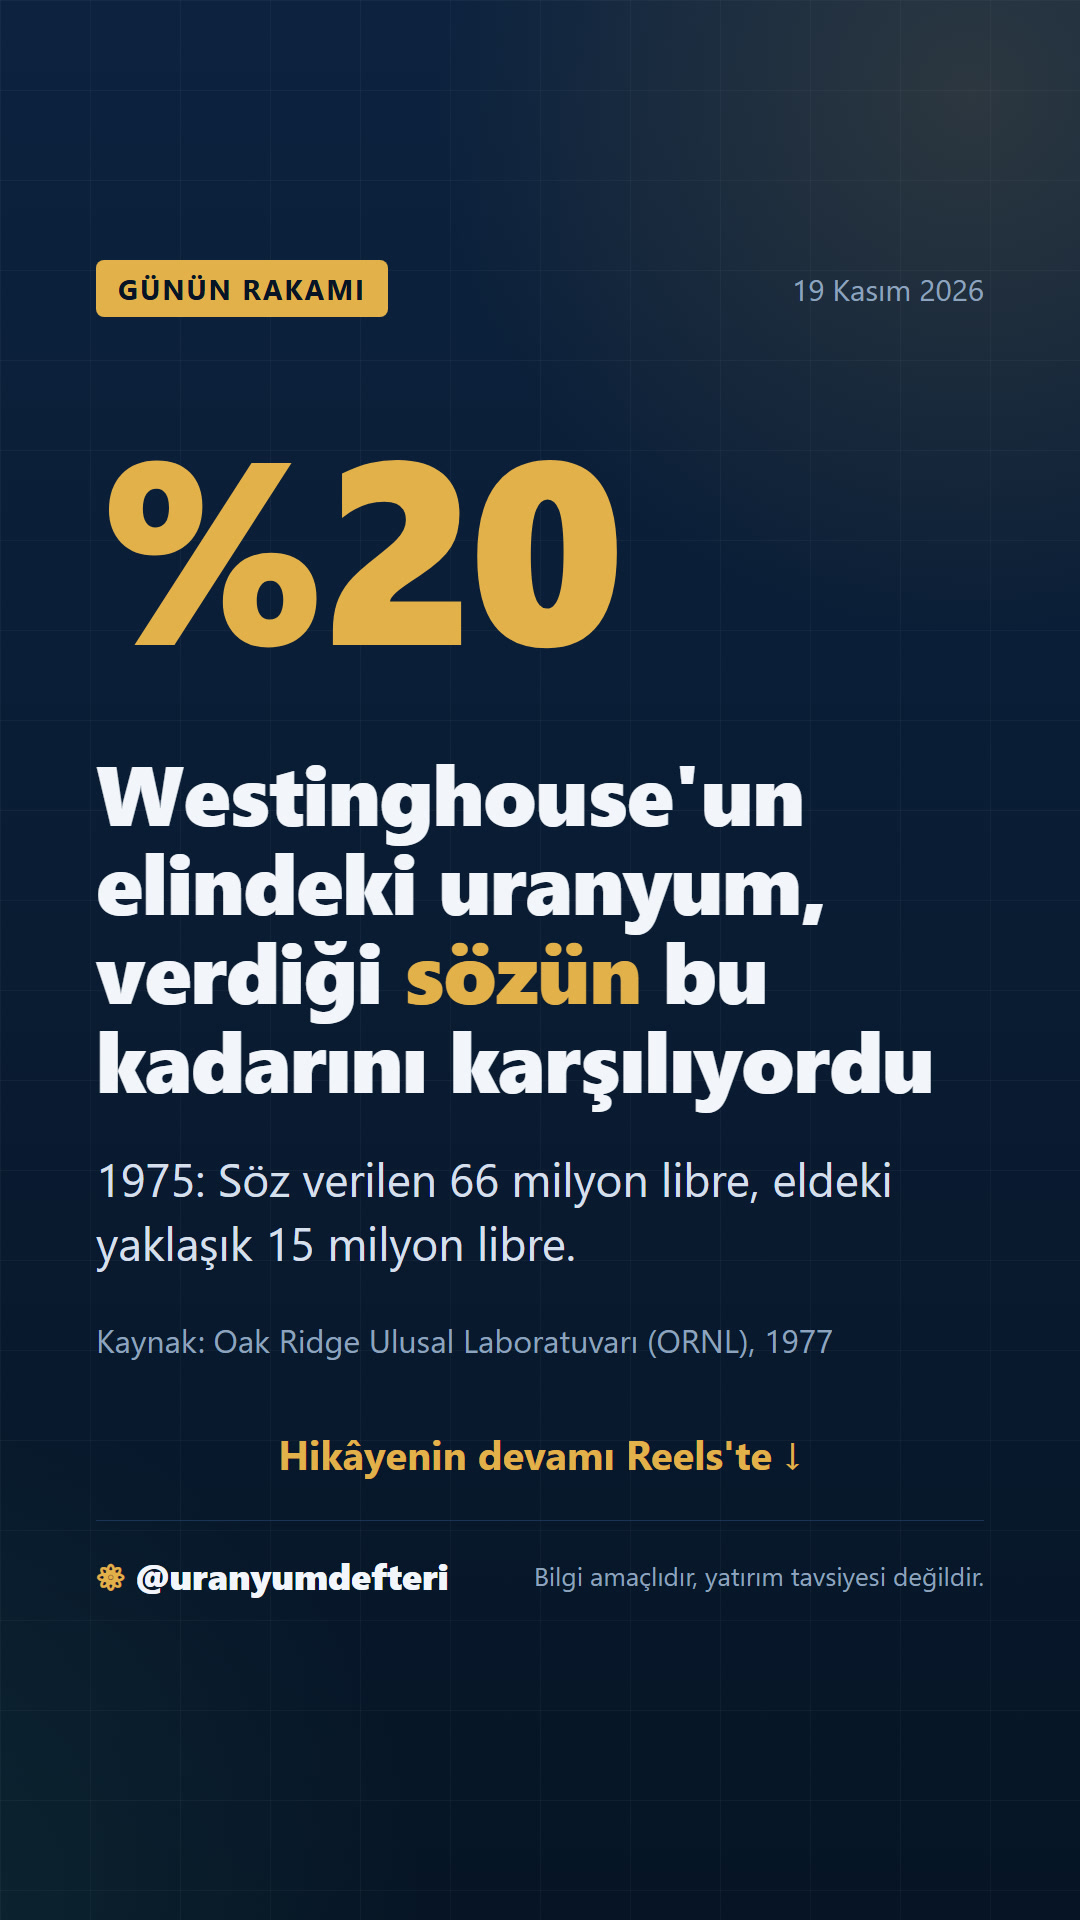 GÜNÜN RAKAMI
19 Kasım 2026
%20
Westinghouse'un
elindeki uranyum,
verdiği sözün bu
kadarını karşılıyordu
1975: Söz verilen 66 milyon libre, eldeki
yaklaşık 15 milyon libre.
Kaynak: Oak Ridge Ulusal Laboratuvarı (ORNL), 1977
Hikâyenin devamı Reels'te ↓
@uranyumdefteri
Bilgi amaçlıdır, yatırım tavsiyesi değildir.